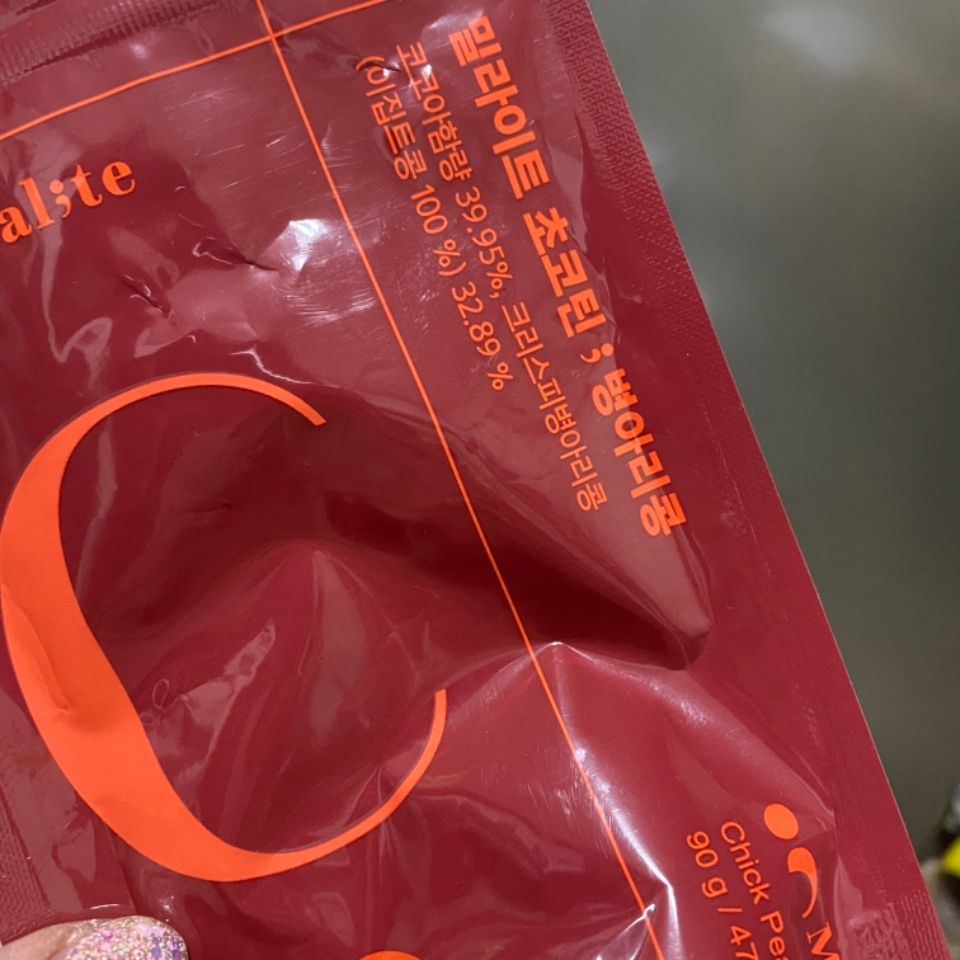 al;te
밀라이트 초코틴 ; 병아리콩
코코아함량 39.95%, 크리스피병아리콩
(이집트콩 100 %) 32.89 %
C
M
Chick Pea
90 g / 47